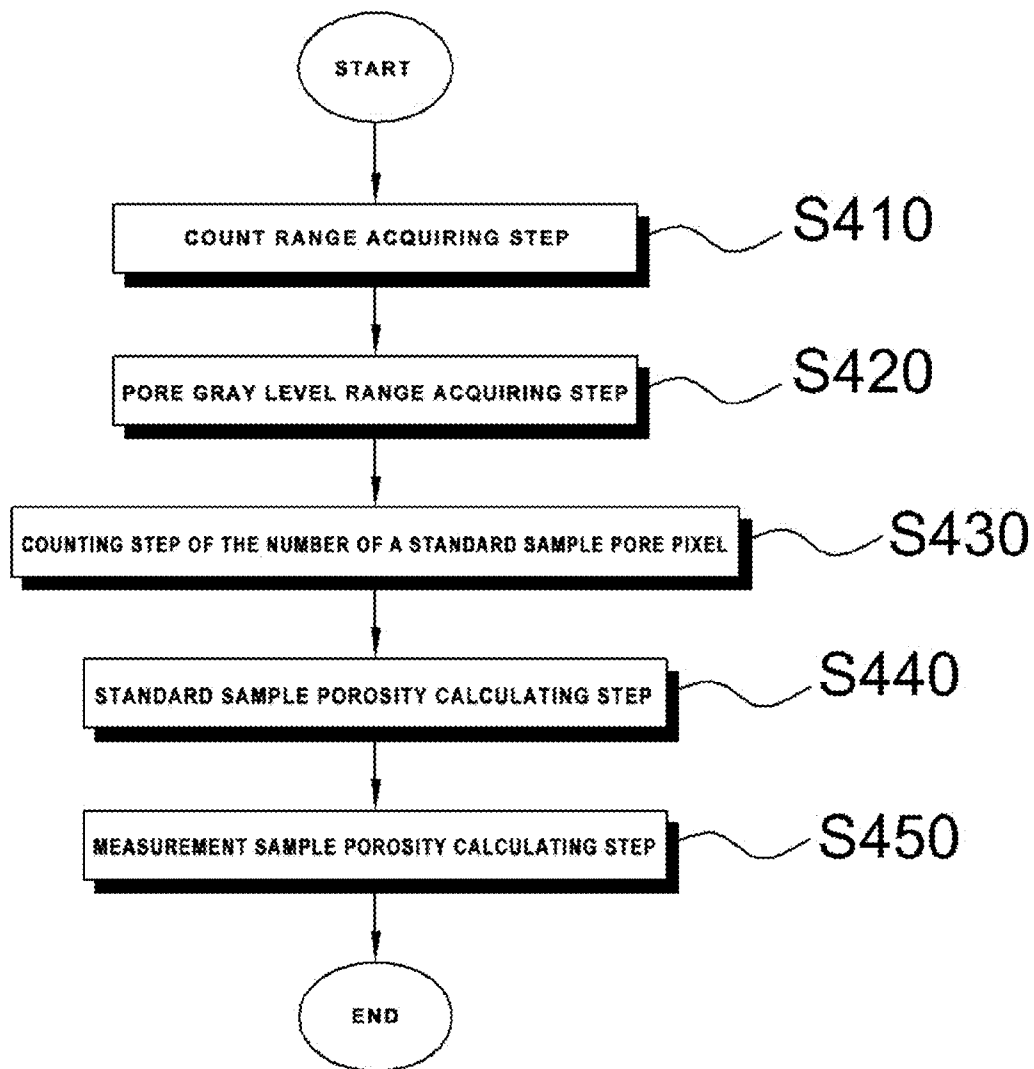 START
COUNT RANGE ACQUIRING STEP
S410
PORE GRAY LEVEL RANGE ACQUIRING STEP
S420
COUNTING STEP OF THE NUMBER OF A STANDARD SAMPLE PORE PIXEL
S430
STANDARD SAMPLE POROSITY CALCULATING STEP
S440
MEASUREMENT SAMPLE POROSITY CALCULATING STEP
S450
END